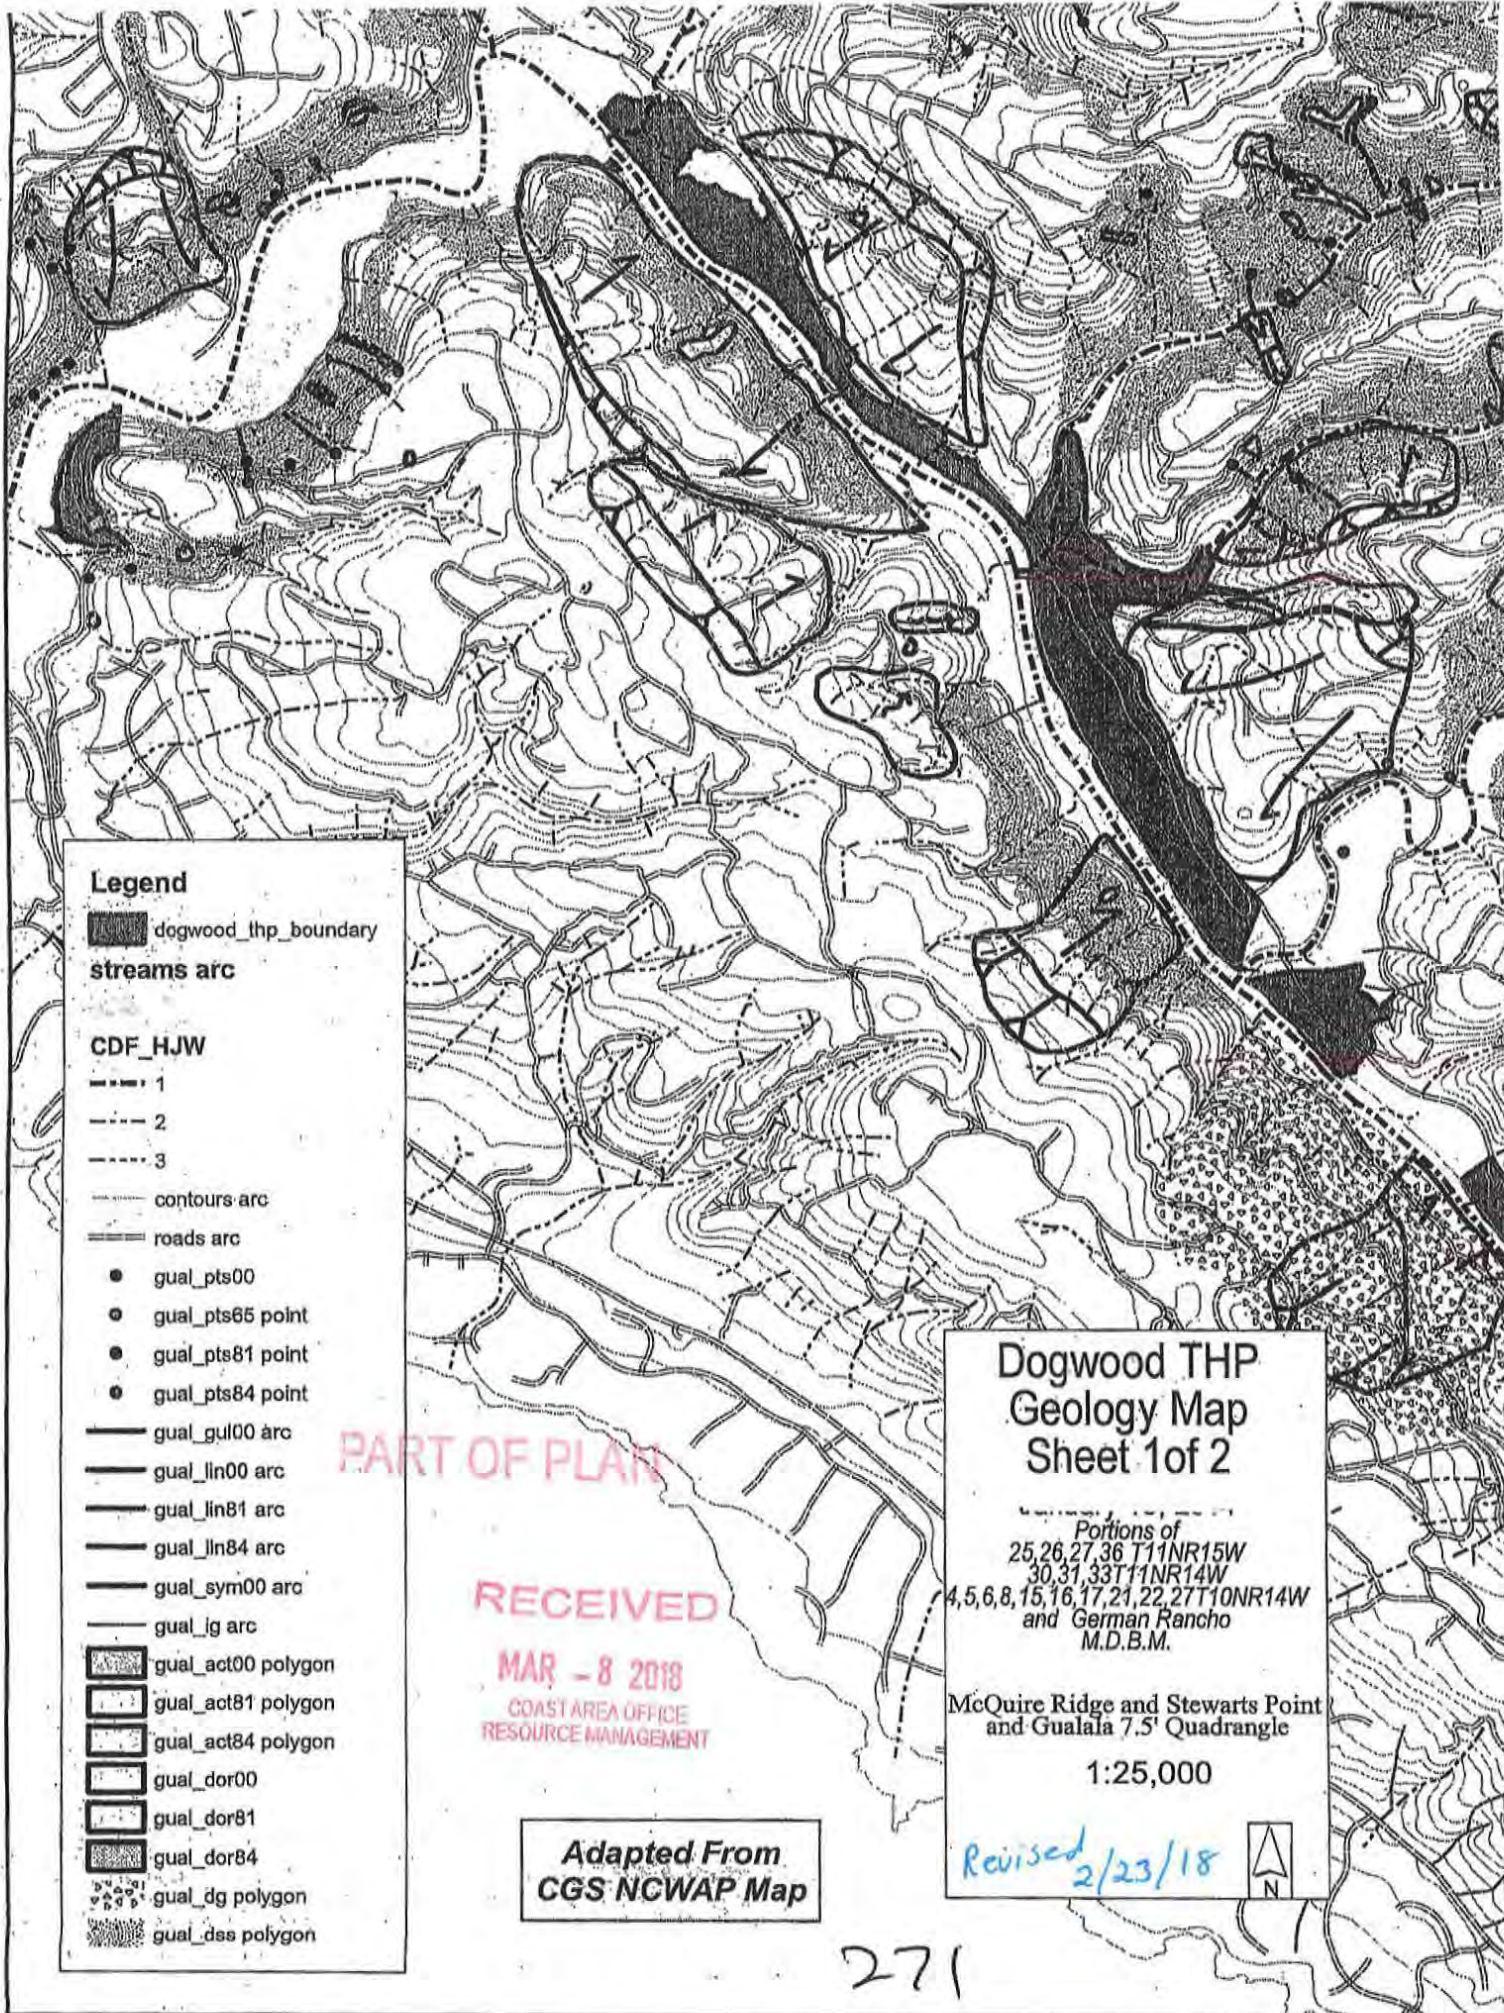 Legend
dogwood_thp_boundary
streams arc
CDF_HJW
1
2
3
contours arc
roads arc
gual_pts00
gual_pts65 point
gual_pts81 point
gual_pts84 point
gual_gul00 arc
gual_lin00 arc
gual_lin81 arc
gual_lin84 arc
gual_sym00 arc
gual_ig arc
gual_act00 polygon
gual_act81 polygon
gual_act84 polygon
gual_dor00
gual_dor81
gual_dor84
gual_dg polygon
gual_dss polygon
PART OF PLAN
RECEIVED
MAR - 8 2018
COAST AREA OFFICE
RESOURCE MANAGEMENT
Adapted From
CGS NCWAP Map
Dogwood THP
Geology Map
Sheet 1of 2
Portions of
25,26,27,36 T11NR15W
30,31,33T11NR14W
4,5,6,8,15,16,17,21,22,27T10NR14W
and German Rancho
M.D.B.M.
McQuire Ridge and Stewarts Point
and Gualala 7.5' Quadrangle
1:25,000
Revised 2/23/18
N
271